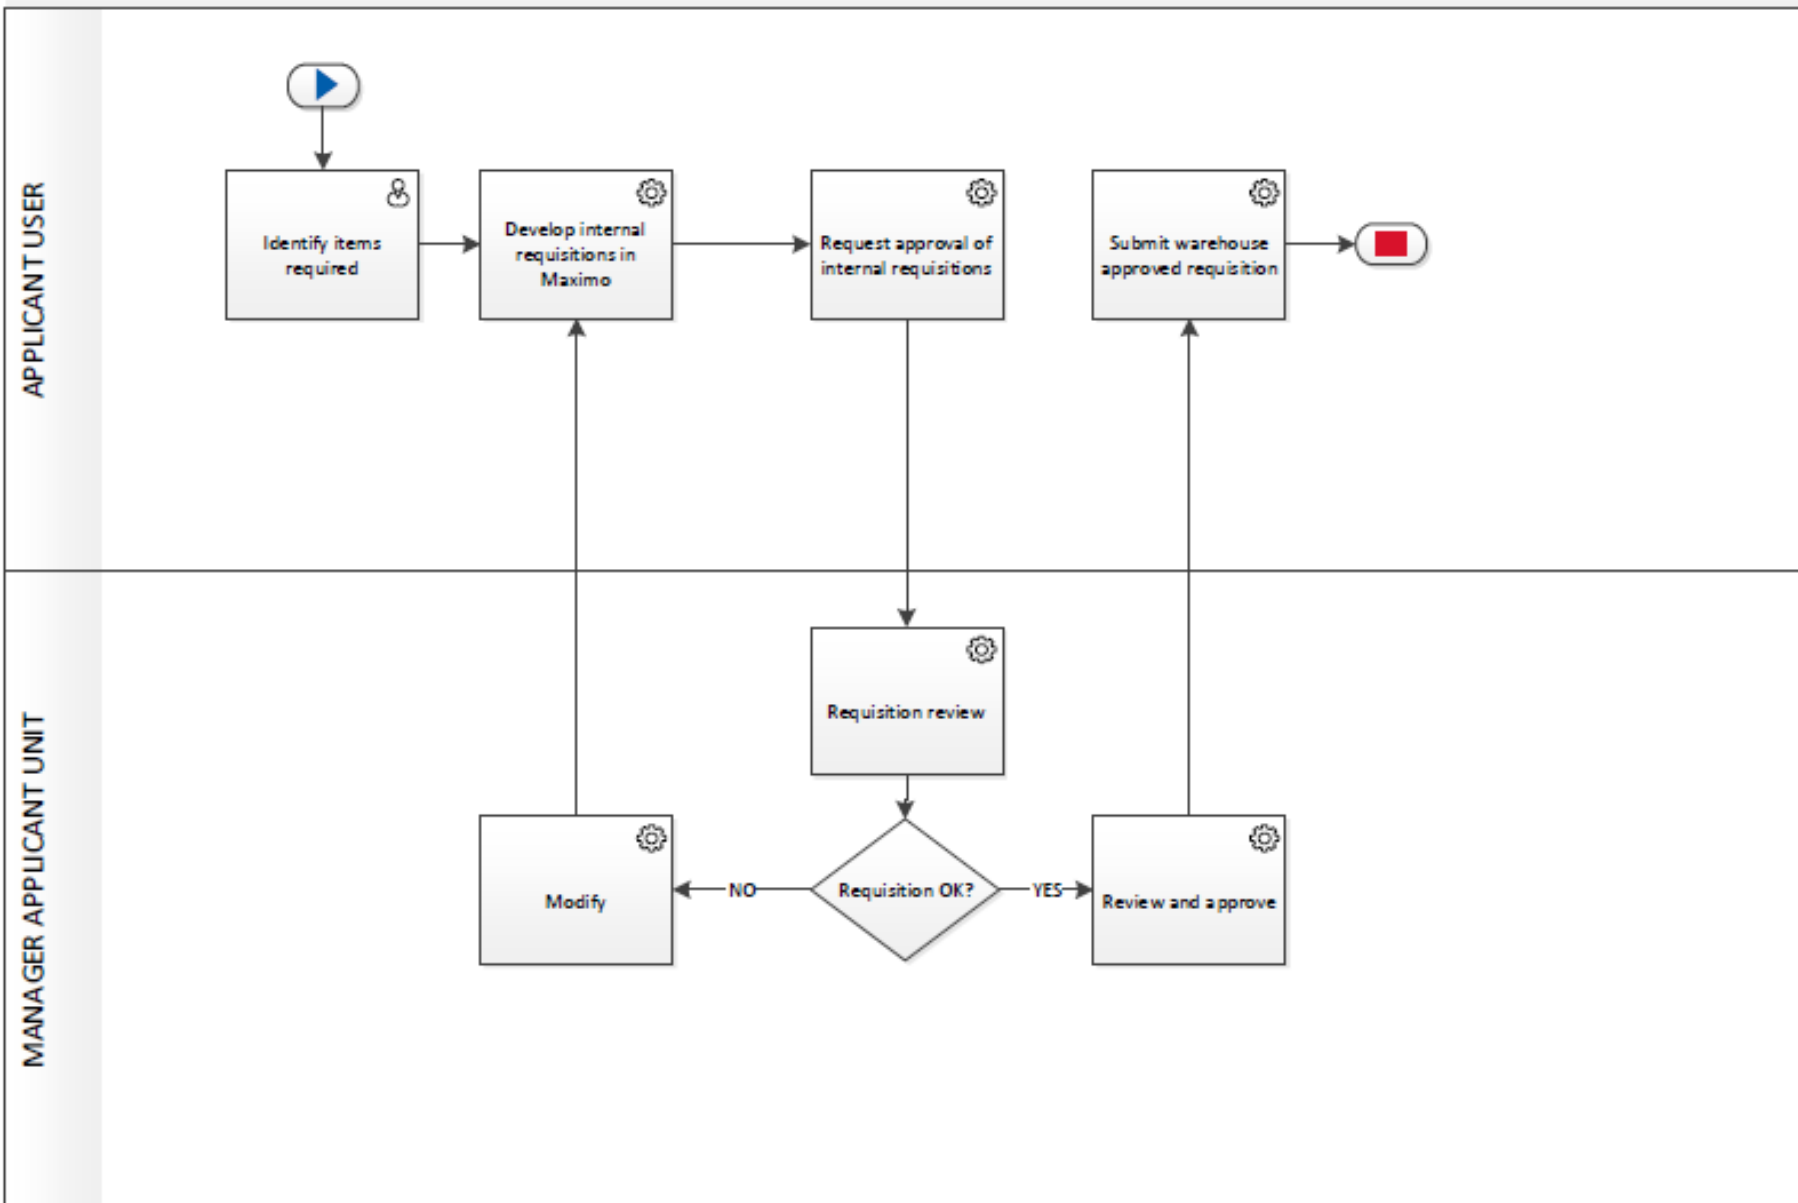 APPLICANT USER
Identify items
required
Develop internal
requisitions in
Maximo
Request approval of
internal requisitions
Submit warehouse
approved requisition
MANAGER APPLICANT UNIT
Requisition review
Modify
NO
Requisition OK?
YES
Review and approve